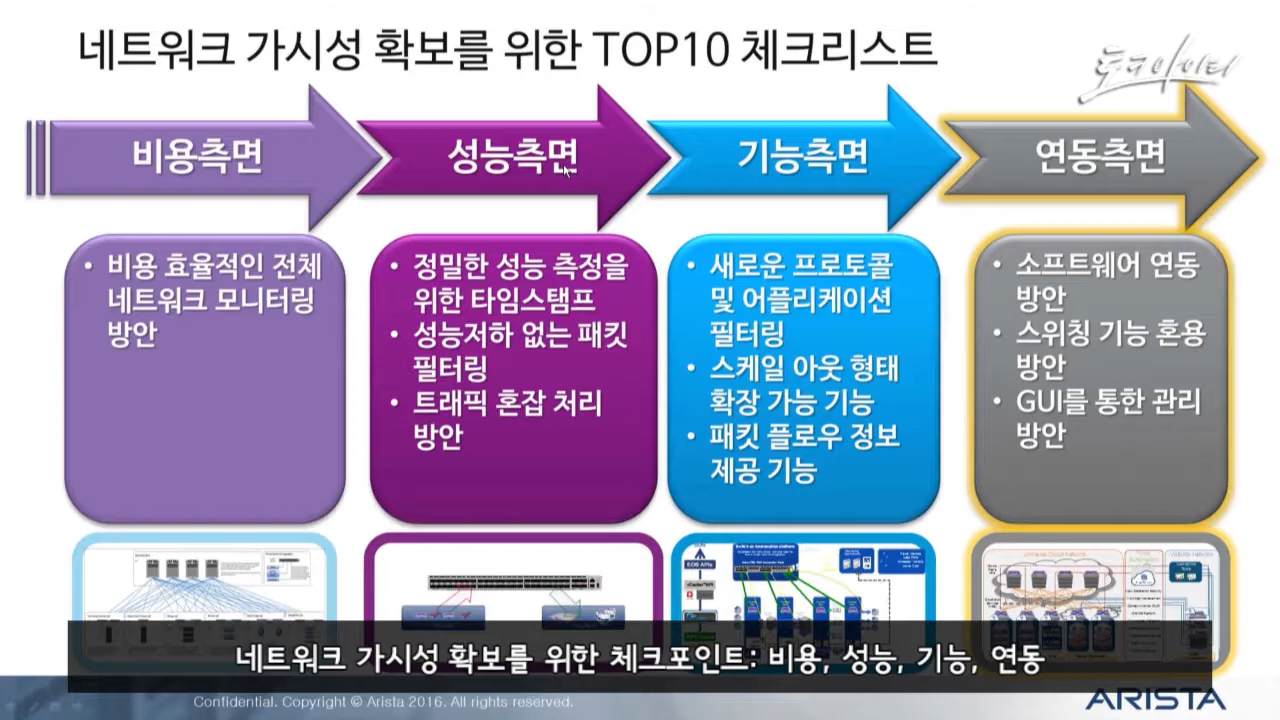 네트워크 가시성 확보를 위한 TOP10 체크리스트
토크아이티
비용측면
성능측면
기능측면
연동측면
• 비용 효율적인 전체
네트워크 모니터링
방안
• 정밀한 성능 측정을
위한 타임스탬프
• 성능저하 없는 패킷
필터링
• 트래픽 혼잡 처리
방안
• 새로운 프로토콜
및 어플리케이션
필터링
• 스케일 아웃 형태
확장 가능 기능
• 패킷 플로우 정보
제공 기능
• 소프트웨어 연동
방안
• 스위칭 기능 혼용
방안
• GUI를 통한 관리
방안
EOS APIs
네트워크 가시성 확보를 위한 체크포인트: 비용, 성능, 기능, 연동
Confidential. Copyright © Arista 2016. All rights reserved.
ARISTA